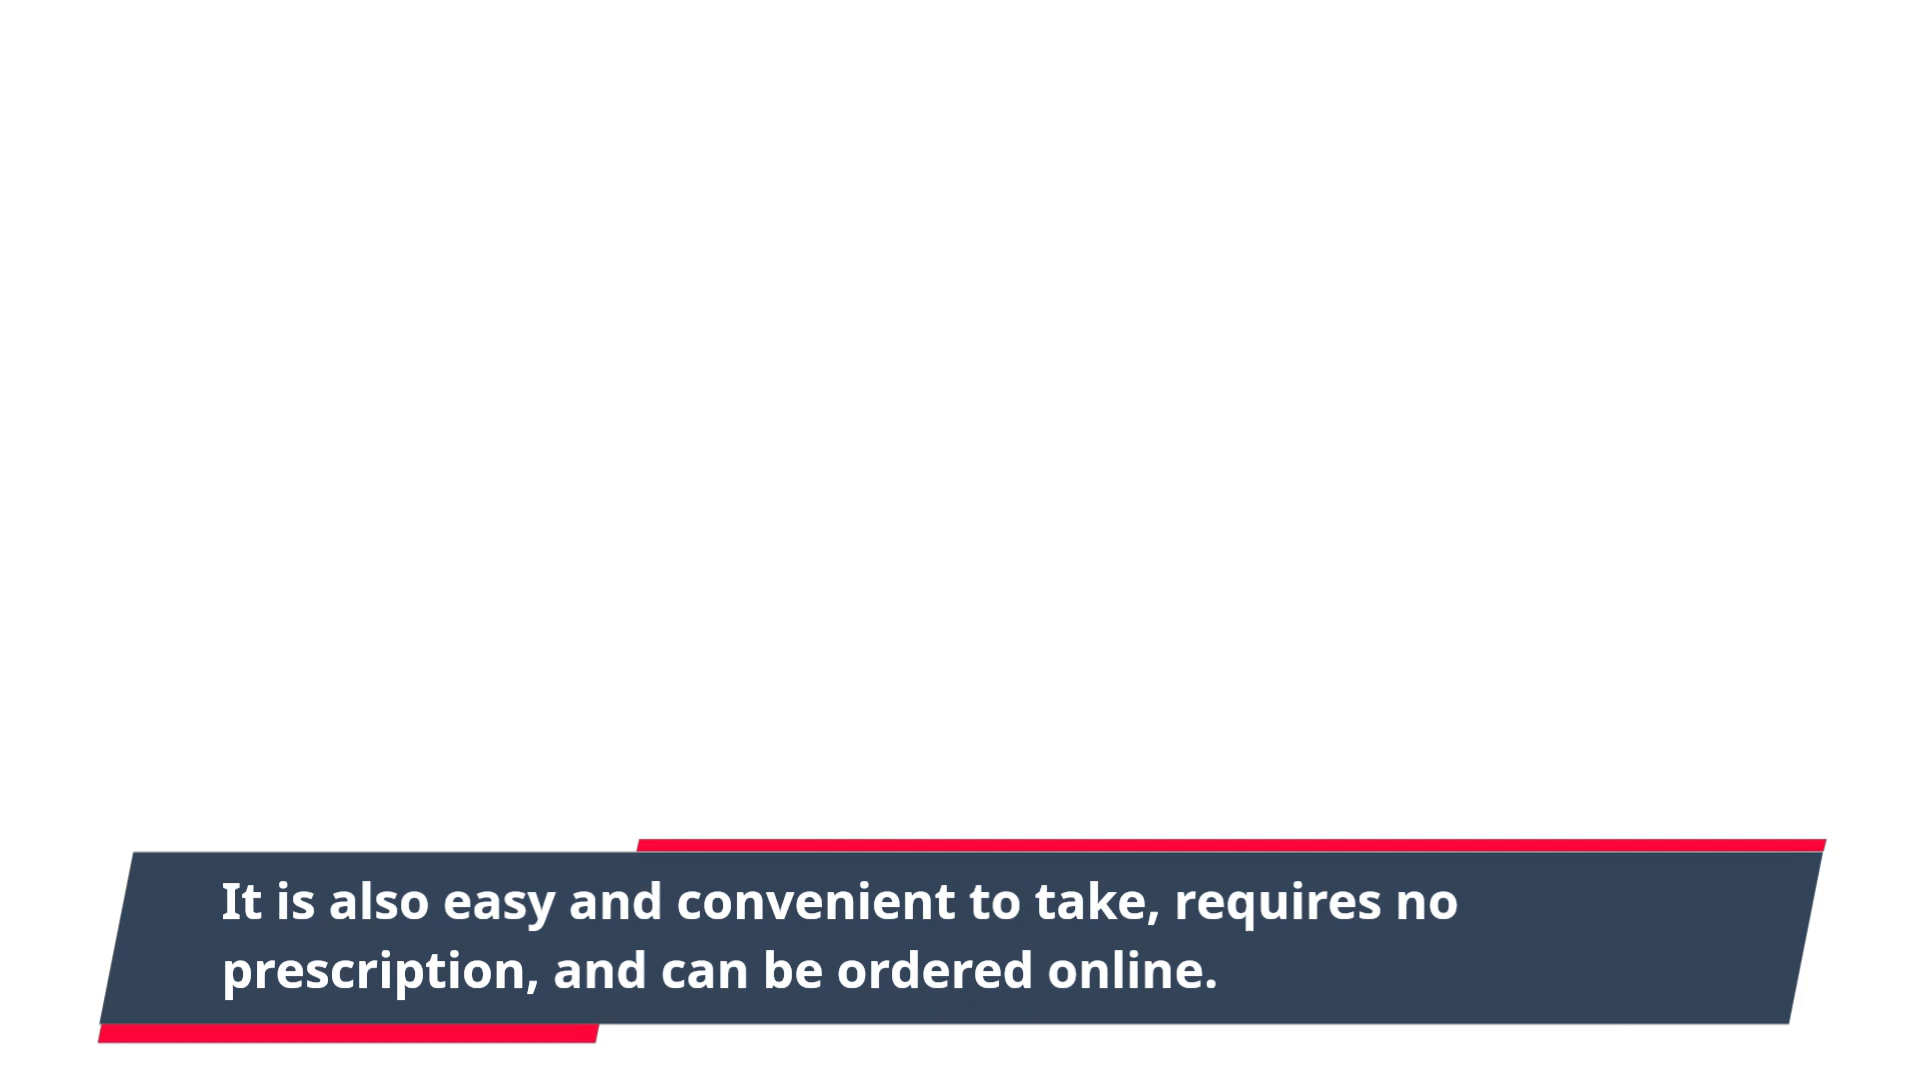 It is also easy and convenient to take, requires no
prescription, and can be ordered online.